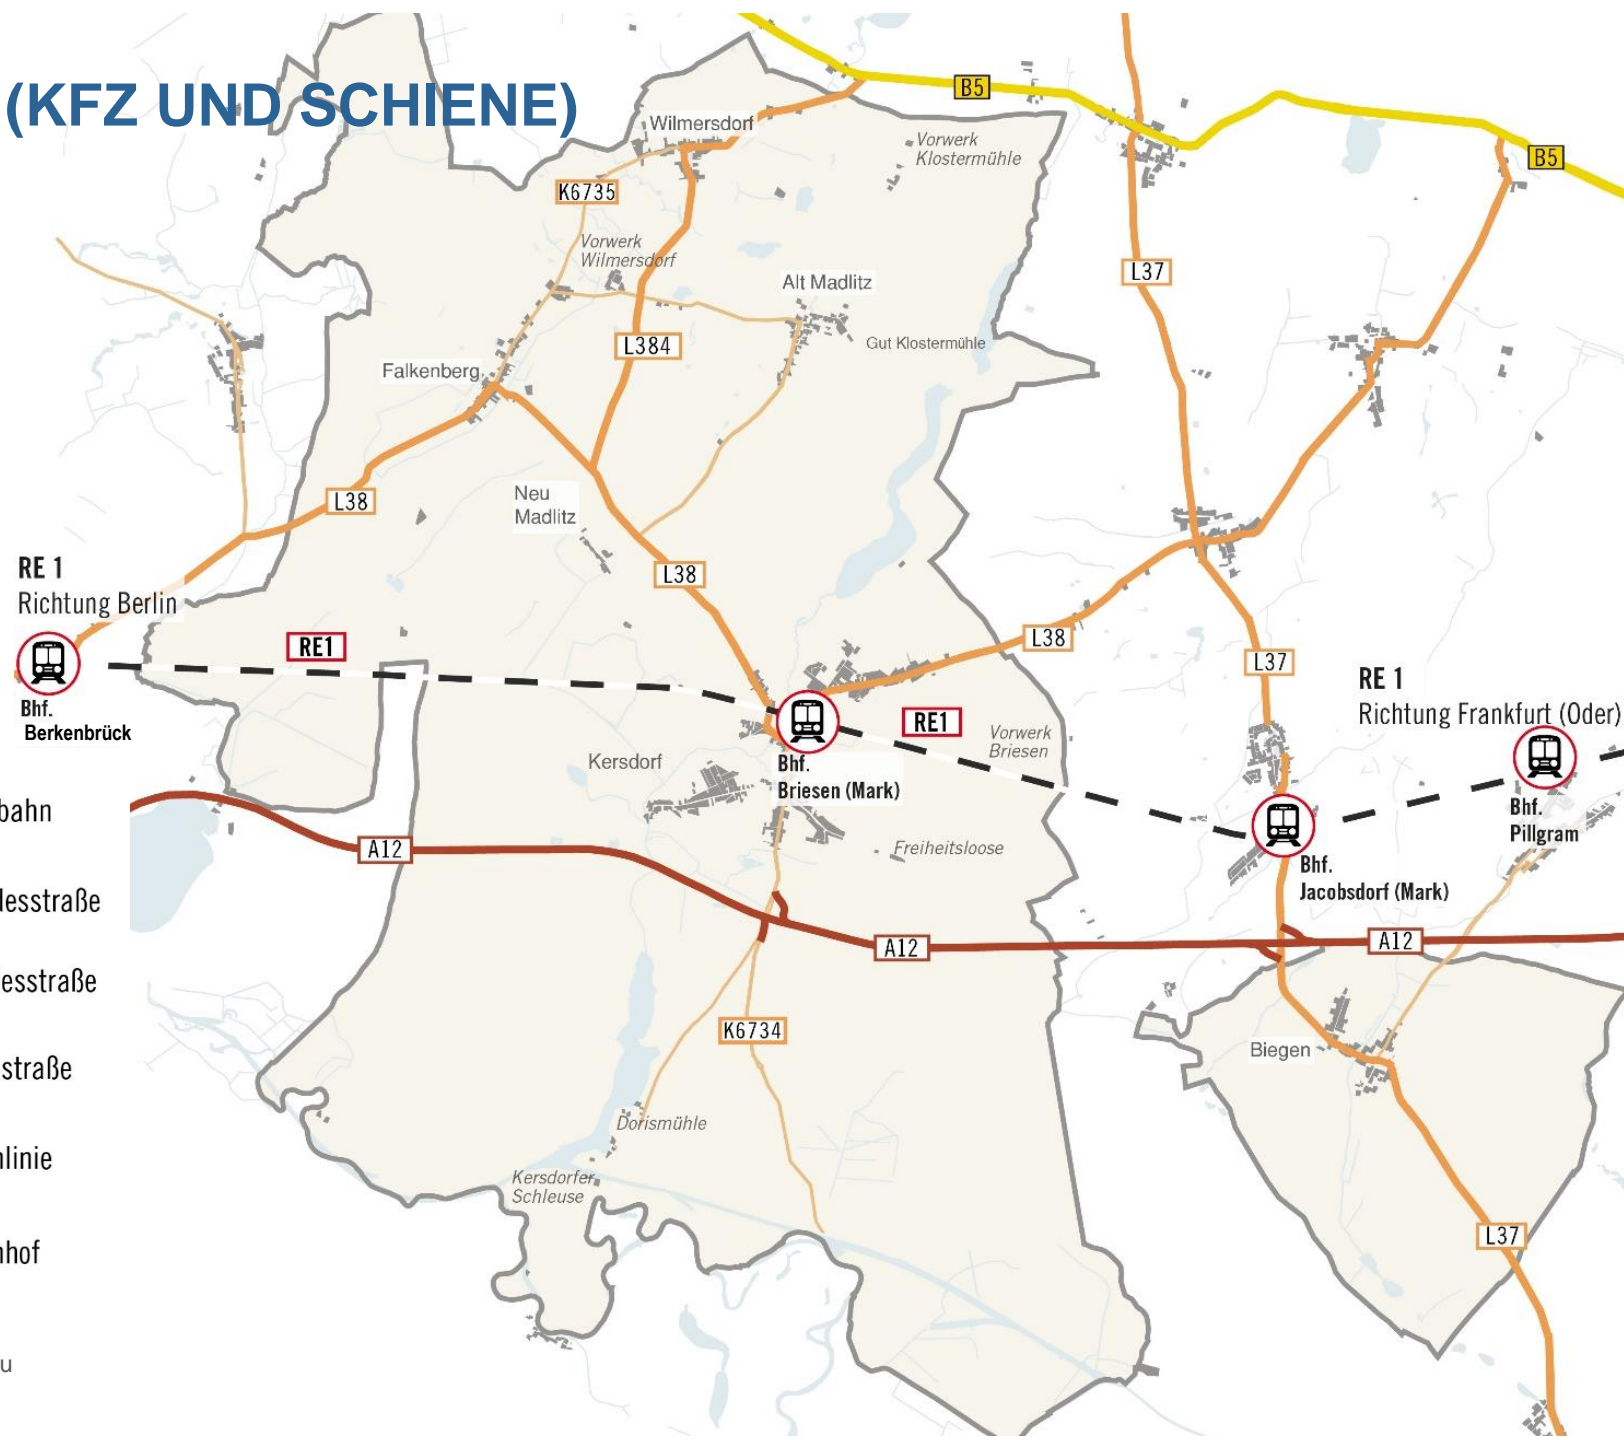 (KFZ UND SCHIENE)
B5
Wilmersdorf
Vorwerk
Klostermühle
B5
K6735
Vorwerk
Wilmersdorf
L37
Alt Madlitz
L384
Gut Klostermühle
Falkenberg
L38
Neu
Madlitz
RE 1
Richtung Berlin
L38
RE1
L38
L37
RE 1
Richtung Frankfurt (Oder)
Bhf.
Berkenbrück
RE1
Vorwerk
Briesen
Kersdorf
Bhf.
Briesen (Mark)
Bhf.
Pillgram
bahn
A12
Freiheitsloose
Bhf.
Jacobsdorf (Mark)
desstraße
A12
A12
esstraße
K6734
Biegen
straße
Dorismühle
nlinie
Kersdorfer
Schleuse
L37
nhof
u